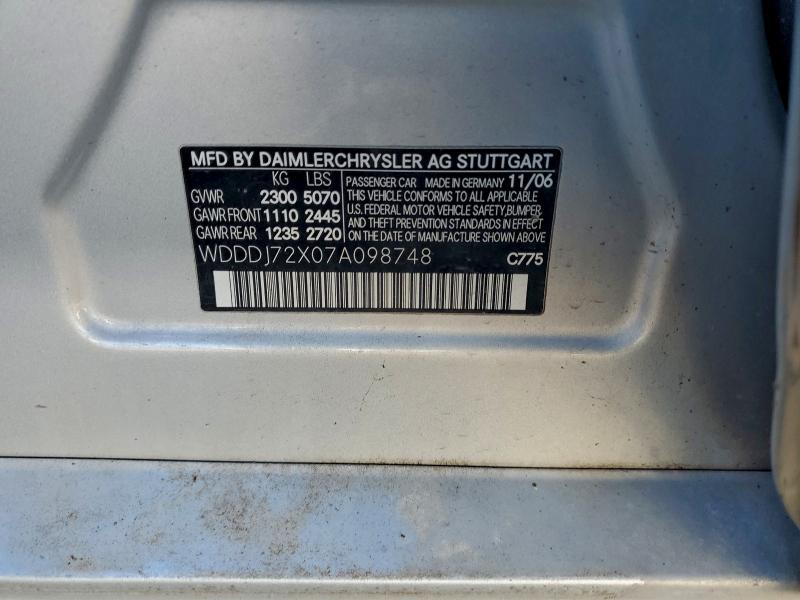 MFD BY DAIMLERCHRYSLER AG STUTTGART
KG LBS
GVWR 2300 5070
GAWR FRONT 1110 2445
GAWR REAR 1235 2720
PASSENGER CAR MADE IN GERMANY 11/06
THIS VEHICLE CONFORMS TO ALL APPLICABLE
U.S. FEDERAL MOTOR VEHICLE SAFETY, BUMPER,
AND THEFT PREVENTION STANDARDS IN EFFECT
ON THE DATE OF MANUFACTURE SHOWN ABOVE
WDDDJ72X07A098748
C775